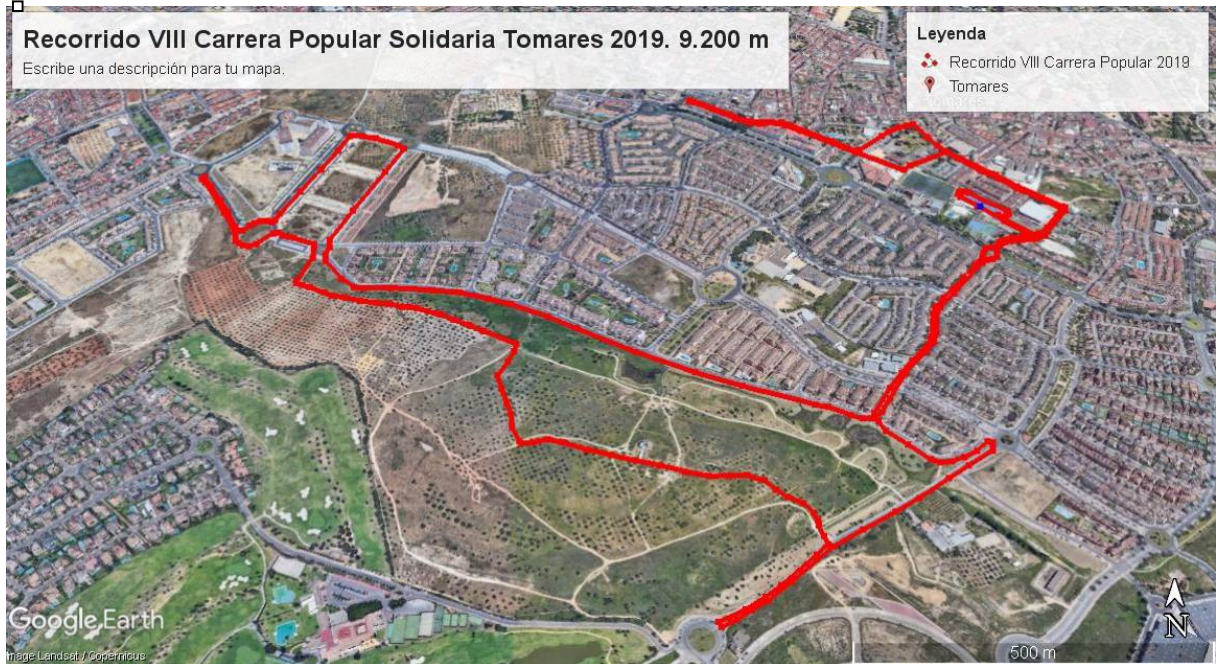 Recorrido VIII Carrera Popular Solidaria Tomares 2019. 9.200 m
Escribe una descripción para tu mapa.
Leyenda
Recorrido VIII Carrera Popular 2019
Tomares
Tomares
Google Earth
Image Landsat / Copernicus
N
500 m